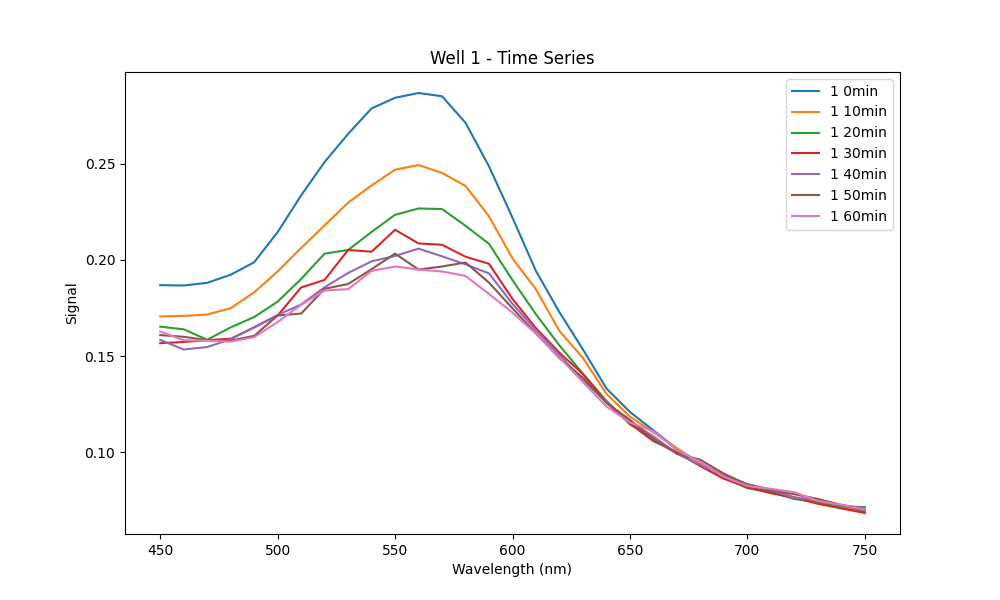 Well 1 - Time Series
1 0min
1 10min
1 20min
1 30min
1 40min
1 50min
1 60min
Signal
0.25
0.20
0.15
0.10
450 500 550 600 650 700 750
Wavelength (nm)